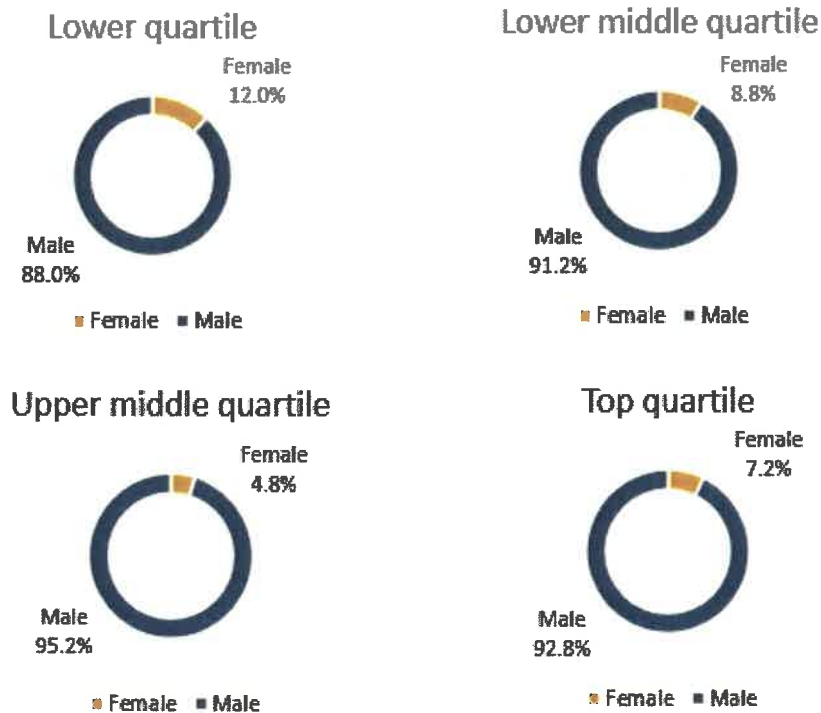 Lower quartile
Female
12.0%
Male
88.0%
Female Male
Lower middle quartile
Female
8.8%
Male
91.2%
Female Male
Upper middle quartile
Female
4.8%
Male
95.2%
Female Male
Top quartile
Female
7.2%
Male
92.8%
Female Male